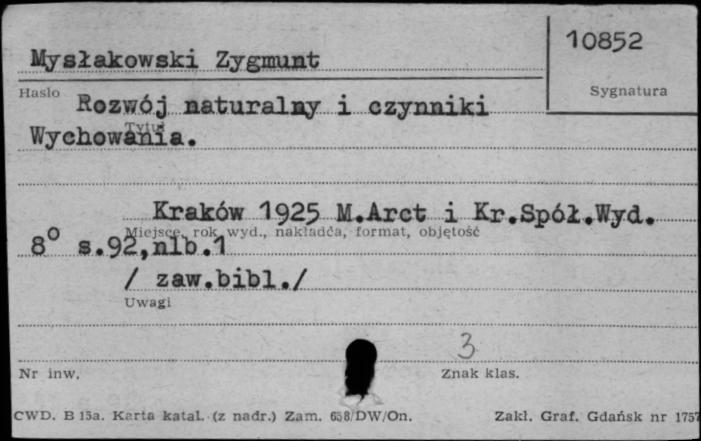 Mysłakowski Zygmunt
10852
Hasło
Sygnatura
Rozwój naturalny i czynniki
Tytuł
Wychowania.
Kraków 1925 M.Arct i Kr.Spół.Wyd.
Miejsce, rok wyd., nakładca, format, objętość
8° s.92,nlb.1
/ zaw.bibl./
Uwagi
3
Nr inw.
Znak klas.
CWD. B 15a. Karta katal. (z nadr.) Zam. 658/DW/On.
Zakł. Graf. Gdańsk nr 1757